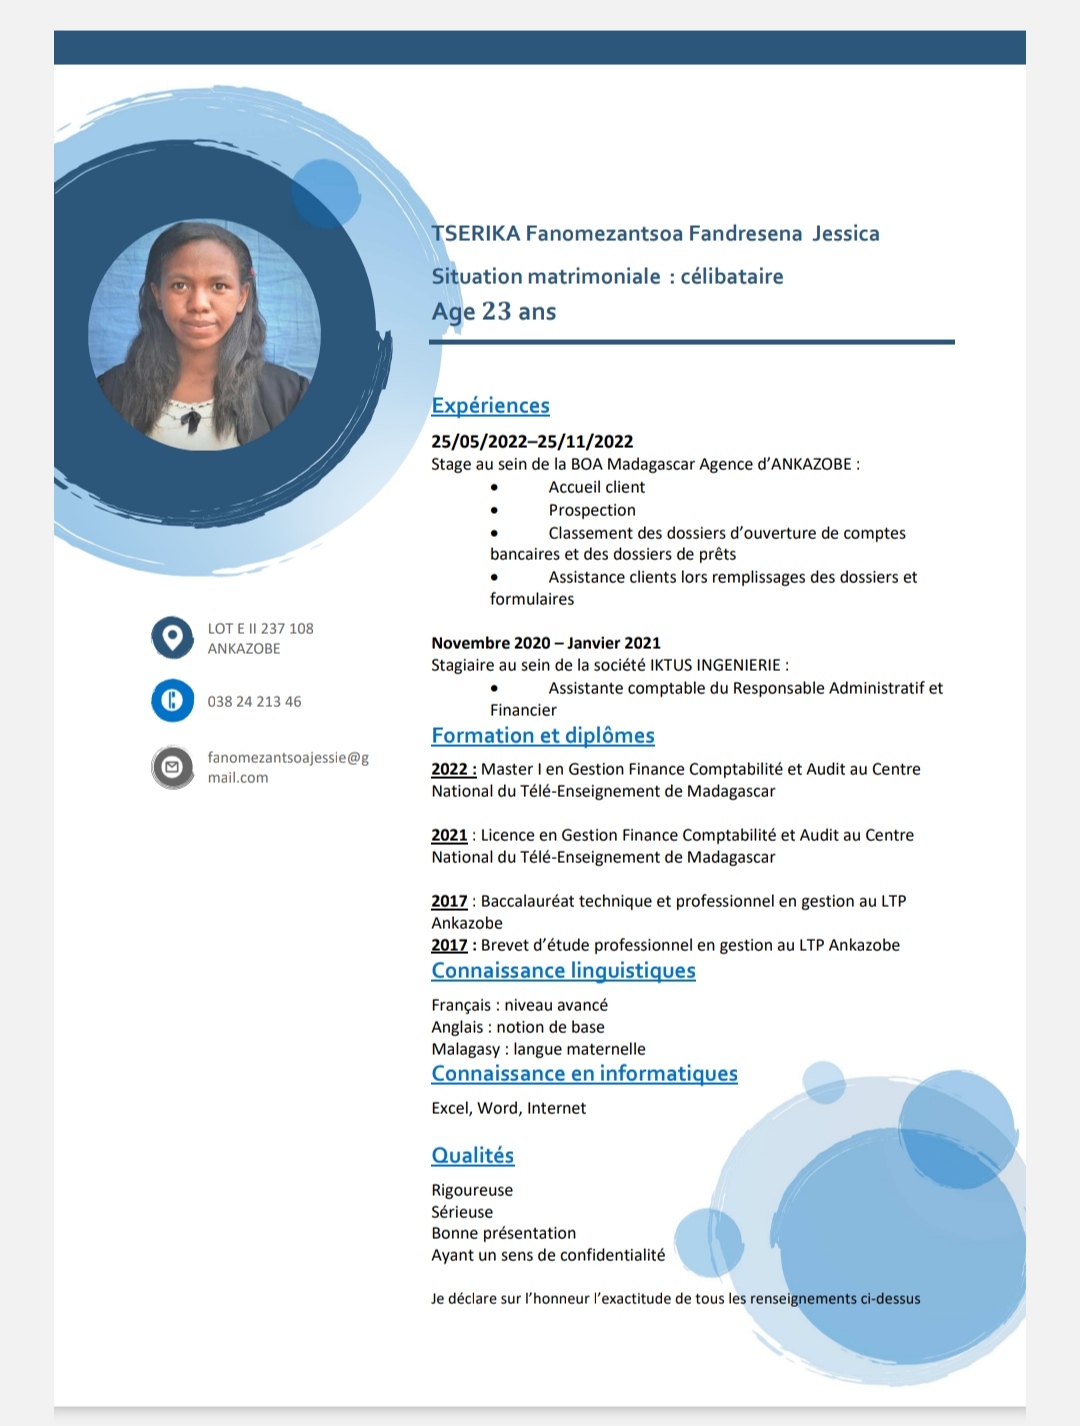 TSERIKA Fanomezantsoa Fandresena Jessica
Situation matrimoniale : célibataire
Age 23 ans
LOT E II 237 108
ANKAZOBE
038 24 213 46
fanomezantsoajessie@g
mail.com
Expériences
25/05/2022–25/11/2022
Stage au sein de la BOA Madagascar Agence d’ANKAZOBE :
• Accueil client
• Prospection
• Classement des dossiers d’ouverture de comptes
bancaires et des dossiers de prêts
• Assistance clients lors remplissages des dossiers et
formulaires
Novembre 2020 – Janvier 2021
Stagiaire au sein de la société IKTUS INGENIERIE :
• Assistante comptable du Responsable Administratif et
Financier
Formation et diplômes
2022 : Master I en Gestion Finance Comptabilité et Audit au Centre
National du Télé-Enseignement de Madagascar
2021 : Licence en Gestion Finance Comptabilité et Audit au Centre
National du Télé-Enseignement de Madagascar
2017 : Baccalauréat technique et professionnel en gestion au LTP
Ankazobe
2017 : Brevet d’étude professionnel en gestion au LTP Ankazobe
Connaissance linguistiques
Français : niveau avancé
Anglais : notion de base
Malagasy : langue maternelle
Connaissance en informatiques
Excel, Word, Internet
Qualités
Rigoureuse
Sérieuse
Bonne présentation
Ayant un sens de confidentialité
Je déclare sur l’honneur l’exactitude de tous les renseignements ci-dessus